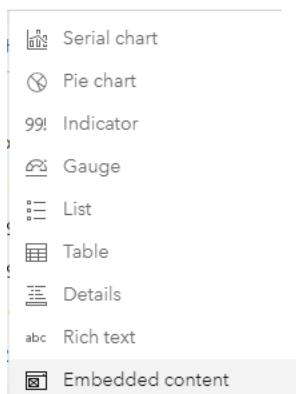 Serial chart
Pie chart
99! Indicator
Gauge
List
Table
Details
abc Rich text
Embedded content